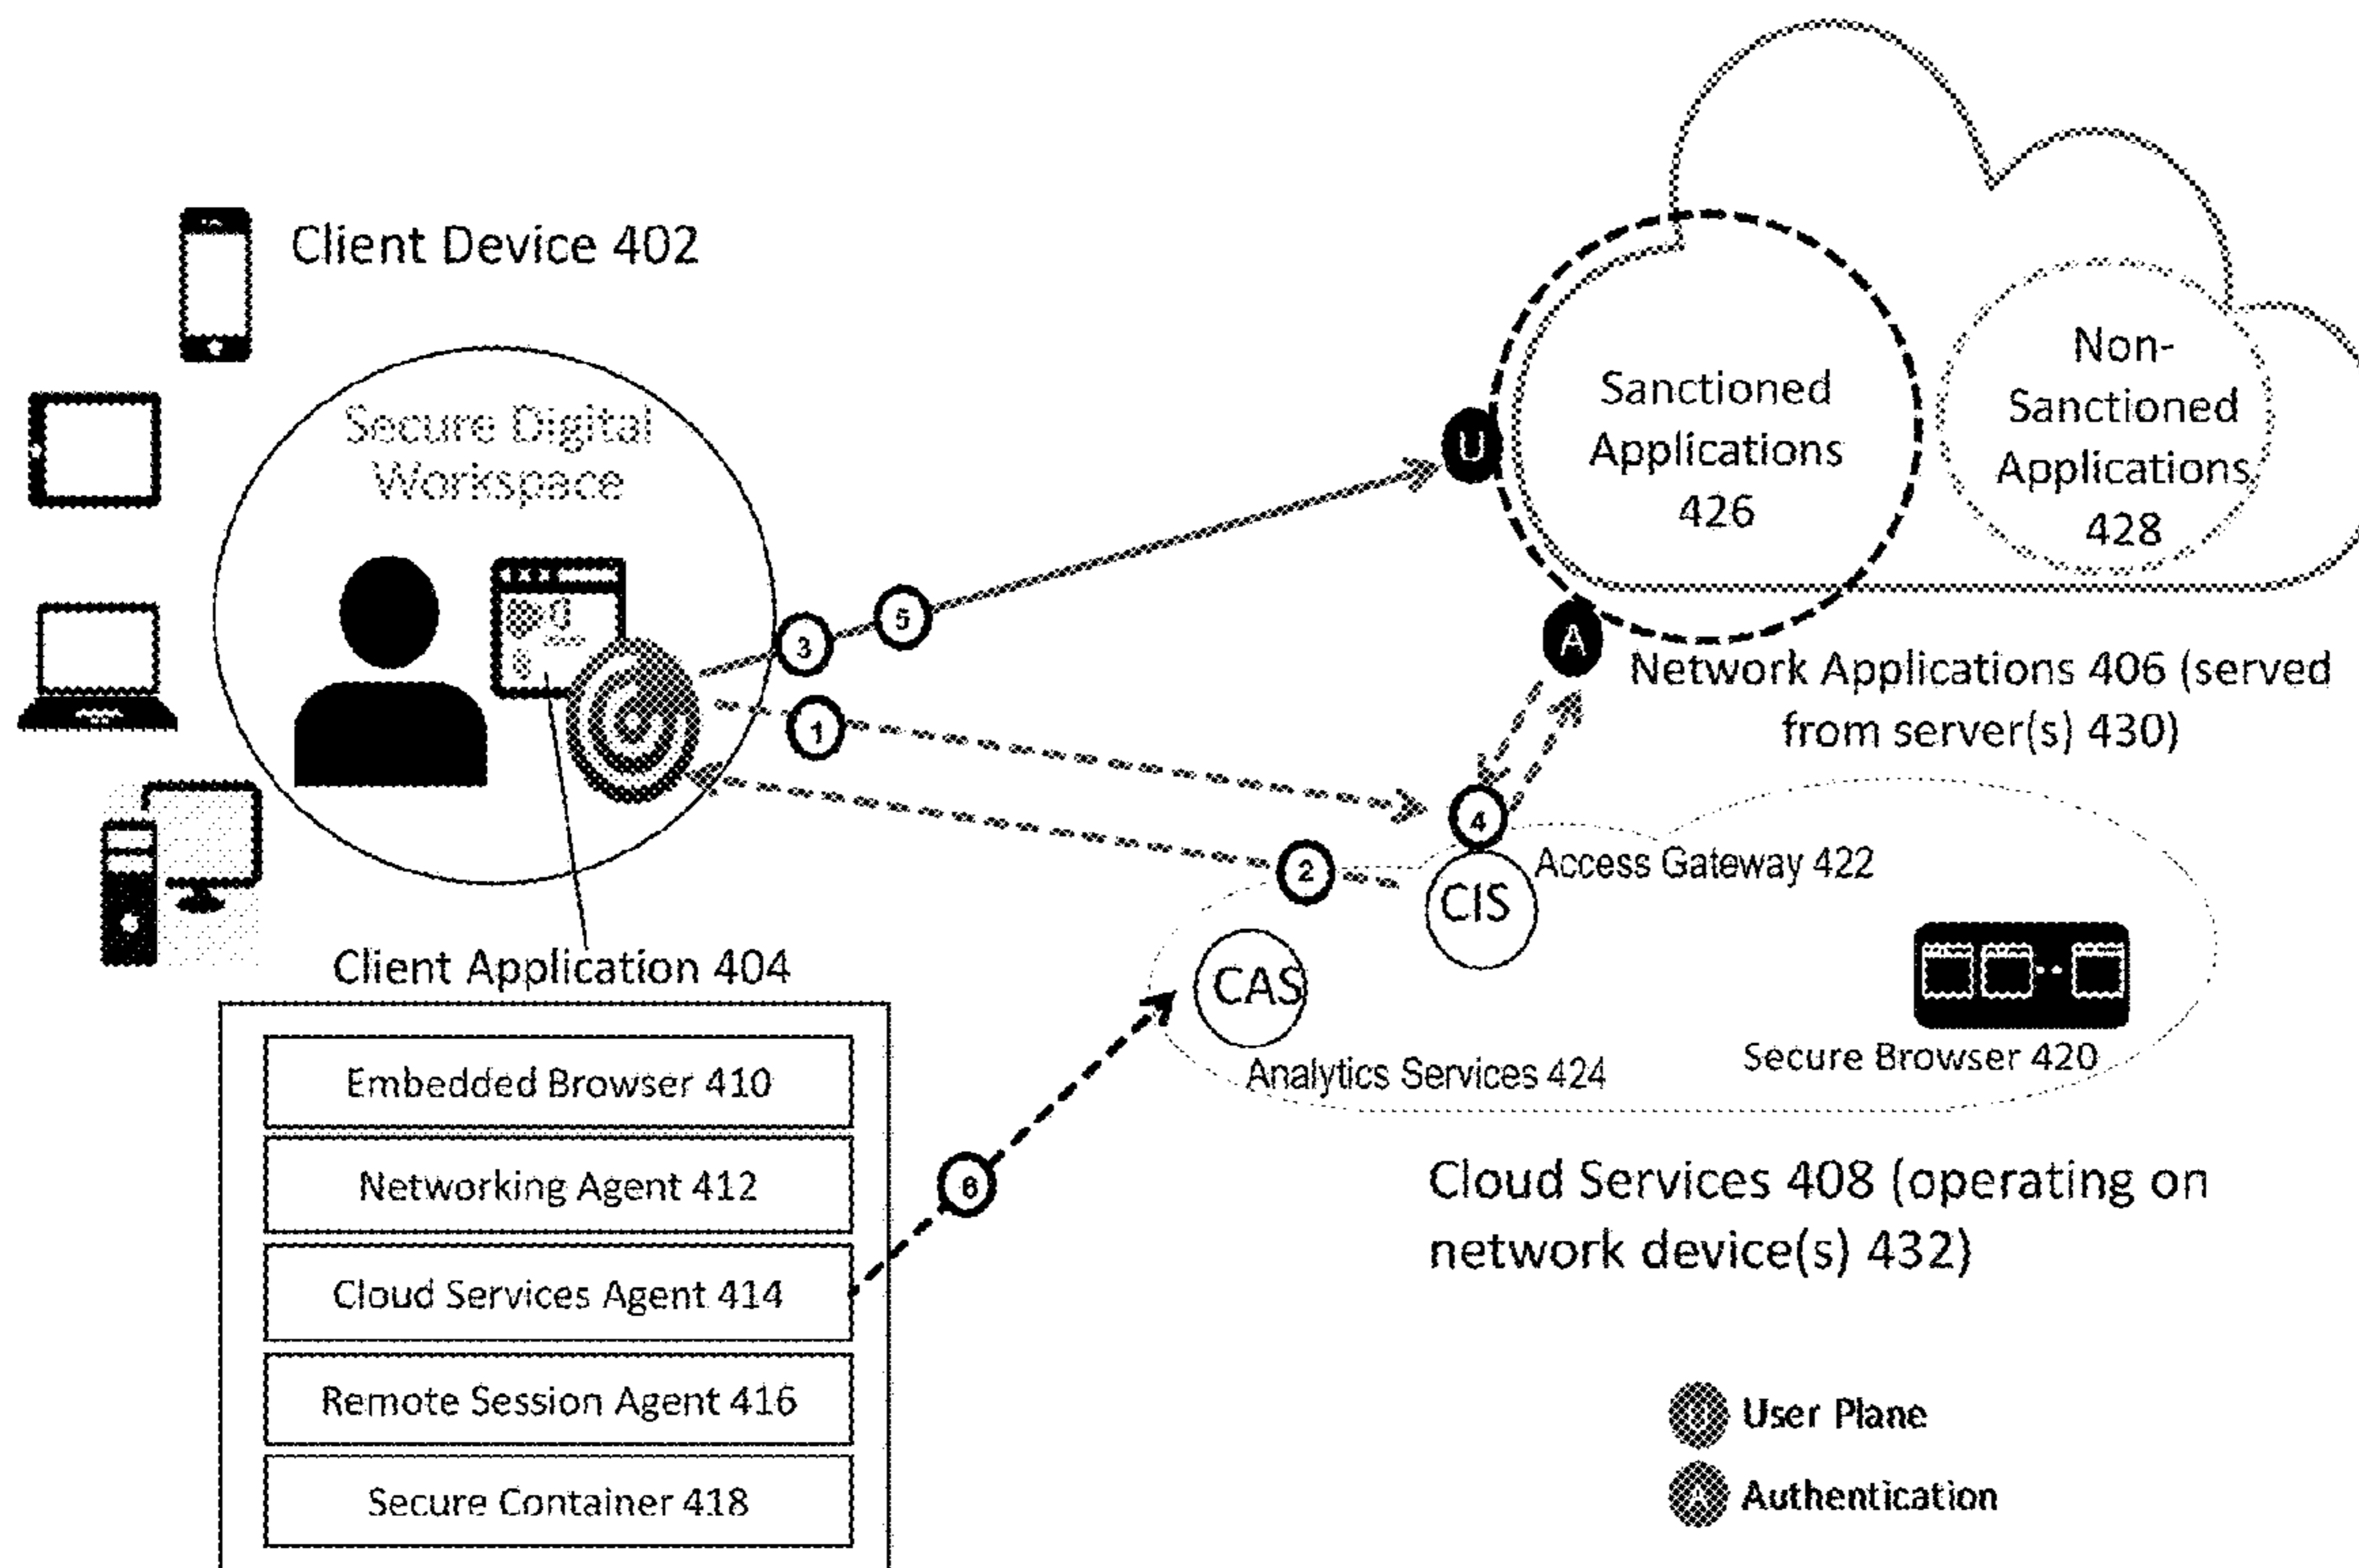 Client Device 402
Secure Digital
Workspace
Sanctioned
Applications
426
Non-
Sanctioned
Applications
428
U
3
5
A
1
Network Applications 406 (served
from server(s) 430)
4
2
Access Gateway 422
CIS
CAS
Client Application 404
Analytics Services 424
Secure Browser 420
Embedded Browser 410
Networking Agent 412
6
Cloud Services 408 (operating on
network device(s) 432)
Cloud Services Agent 414
Remote Session Agent 416
Secure Container 418
User Plane
A Authentication